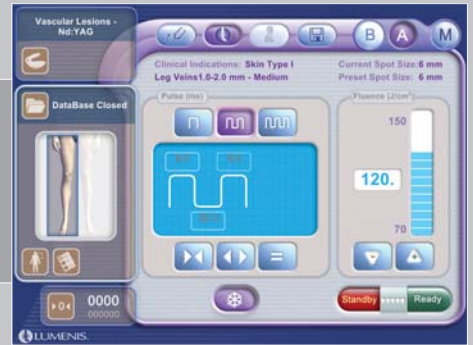 Vascular Lesions -
Nd:YAG
B
A
M
Clinical Indications: Skin Type I
Leg Veins1.0-2.0 mm - Medium
Current Spot Size: 6 mm
Preset Spot Size: 6 mm
DataBase Closed
Pulse (ms)
Fluence (J/cm²)
150
120.
70
0000
000000
Standby
Ready
LUMENIS